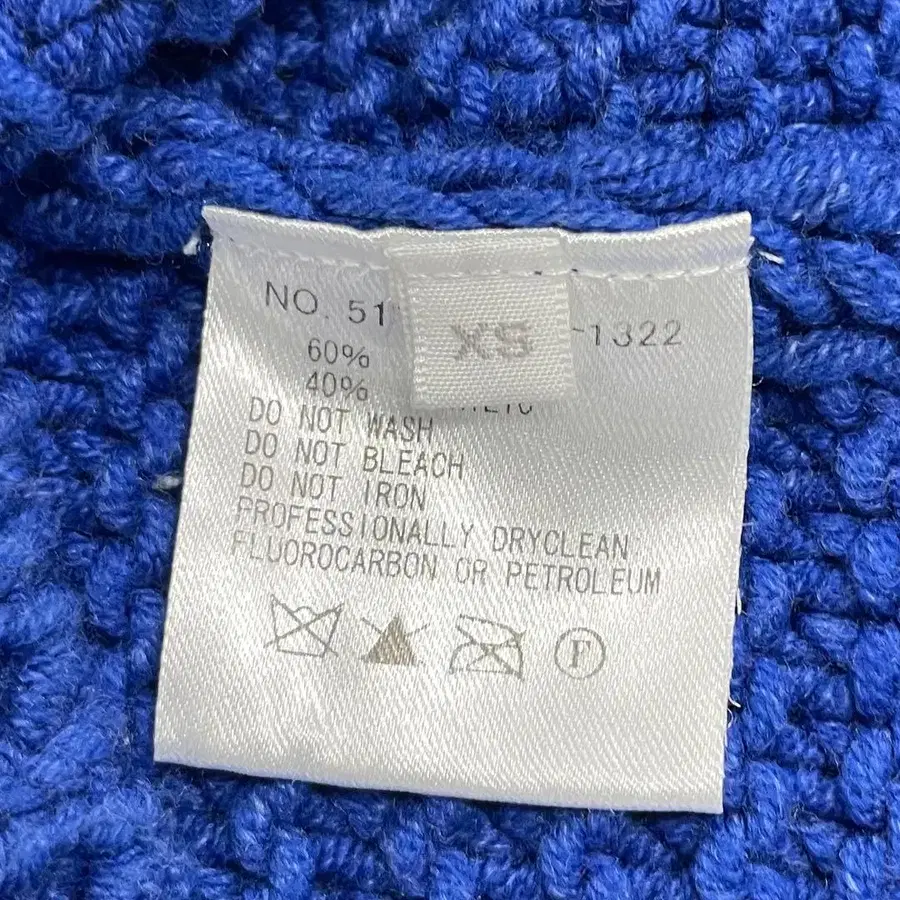 NO. 51
-1322
XS
60%
40%
DO NOT WASH
DO NOT BLEACH
DO NOT IRON
PROFESSIONALLY DRYCLEAN
FLUOROCARBON OR PETROLEUM
F